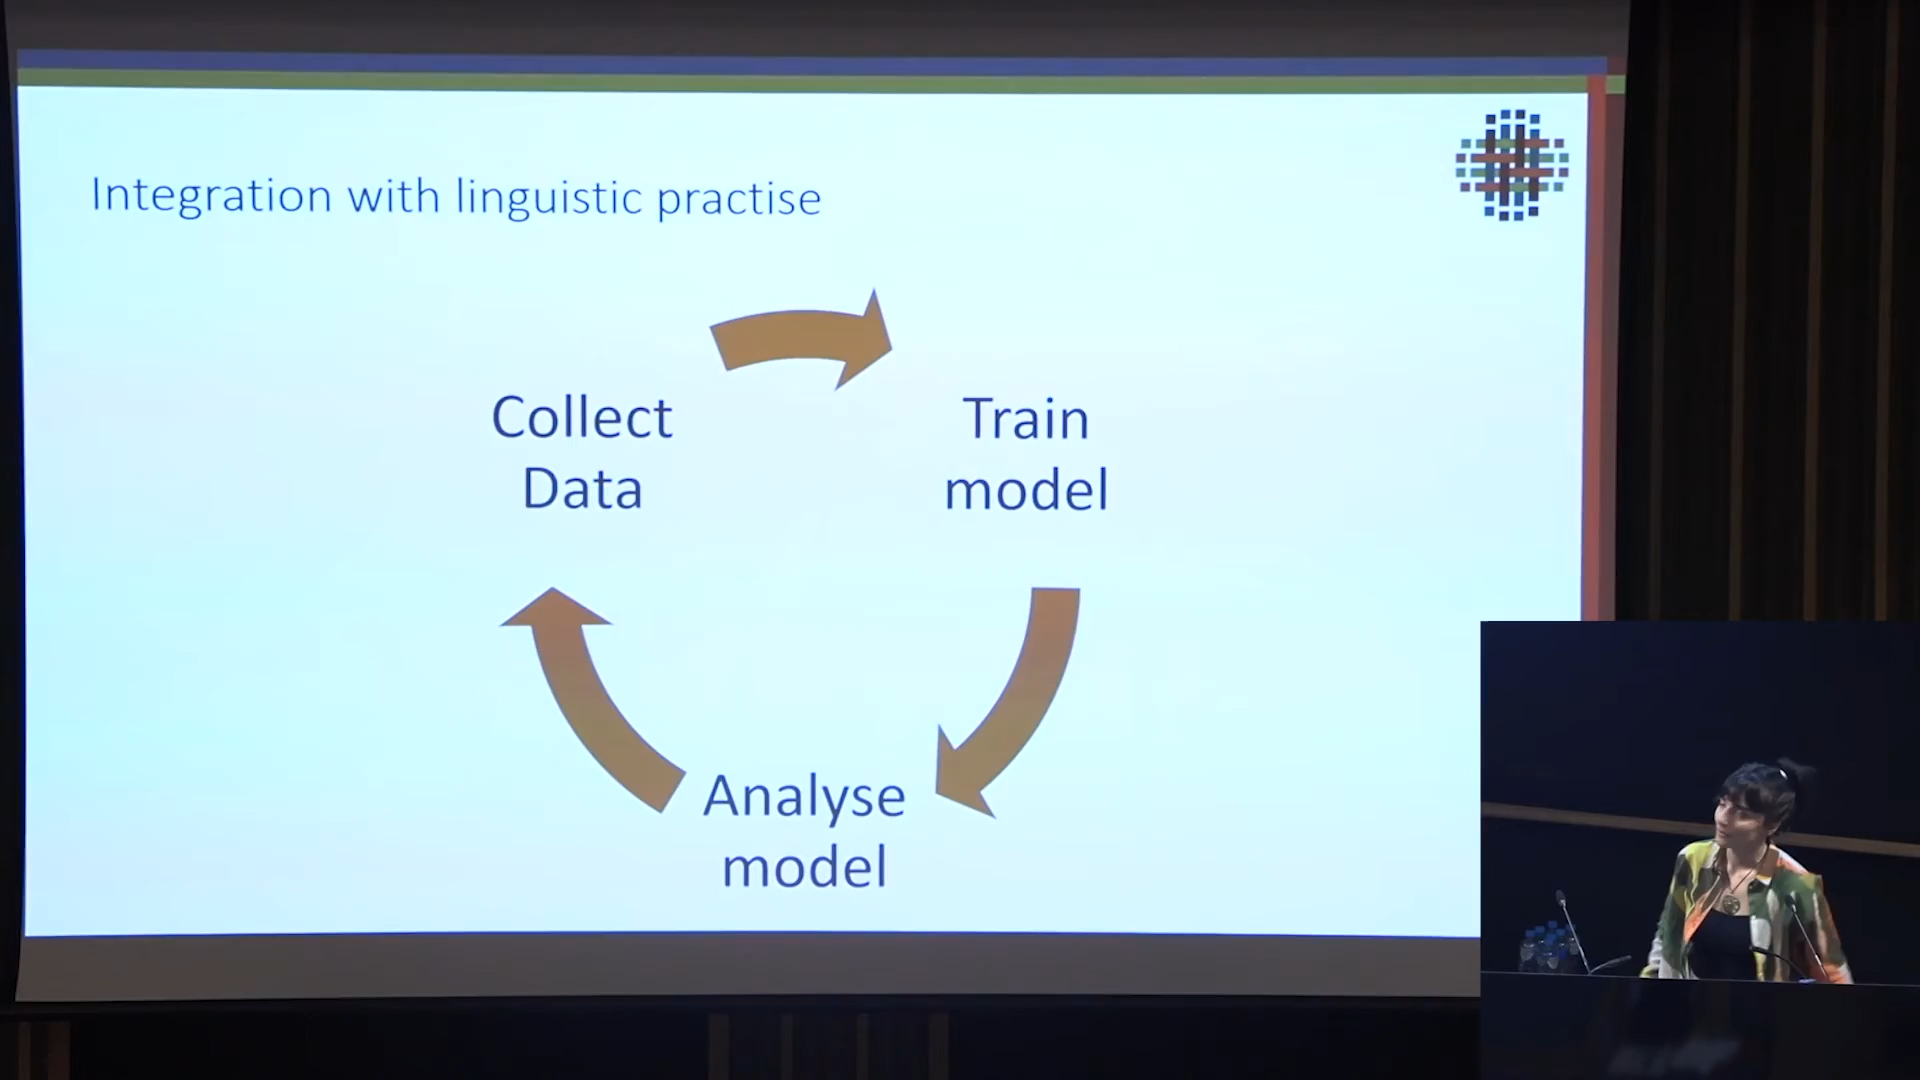 Integration with linguistic practise
Collect
Data
Train
model
Analyse
model